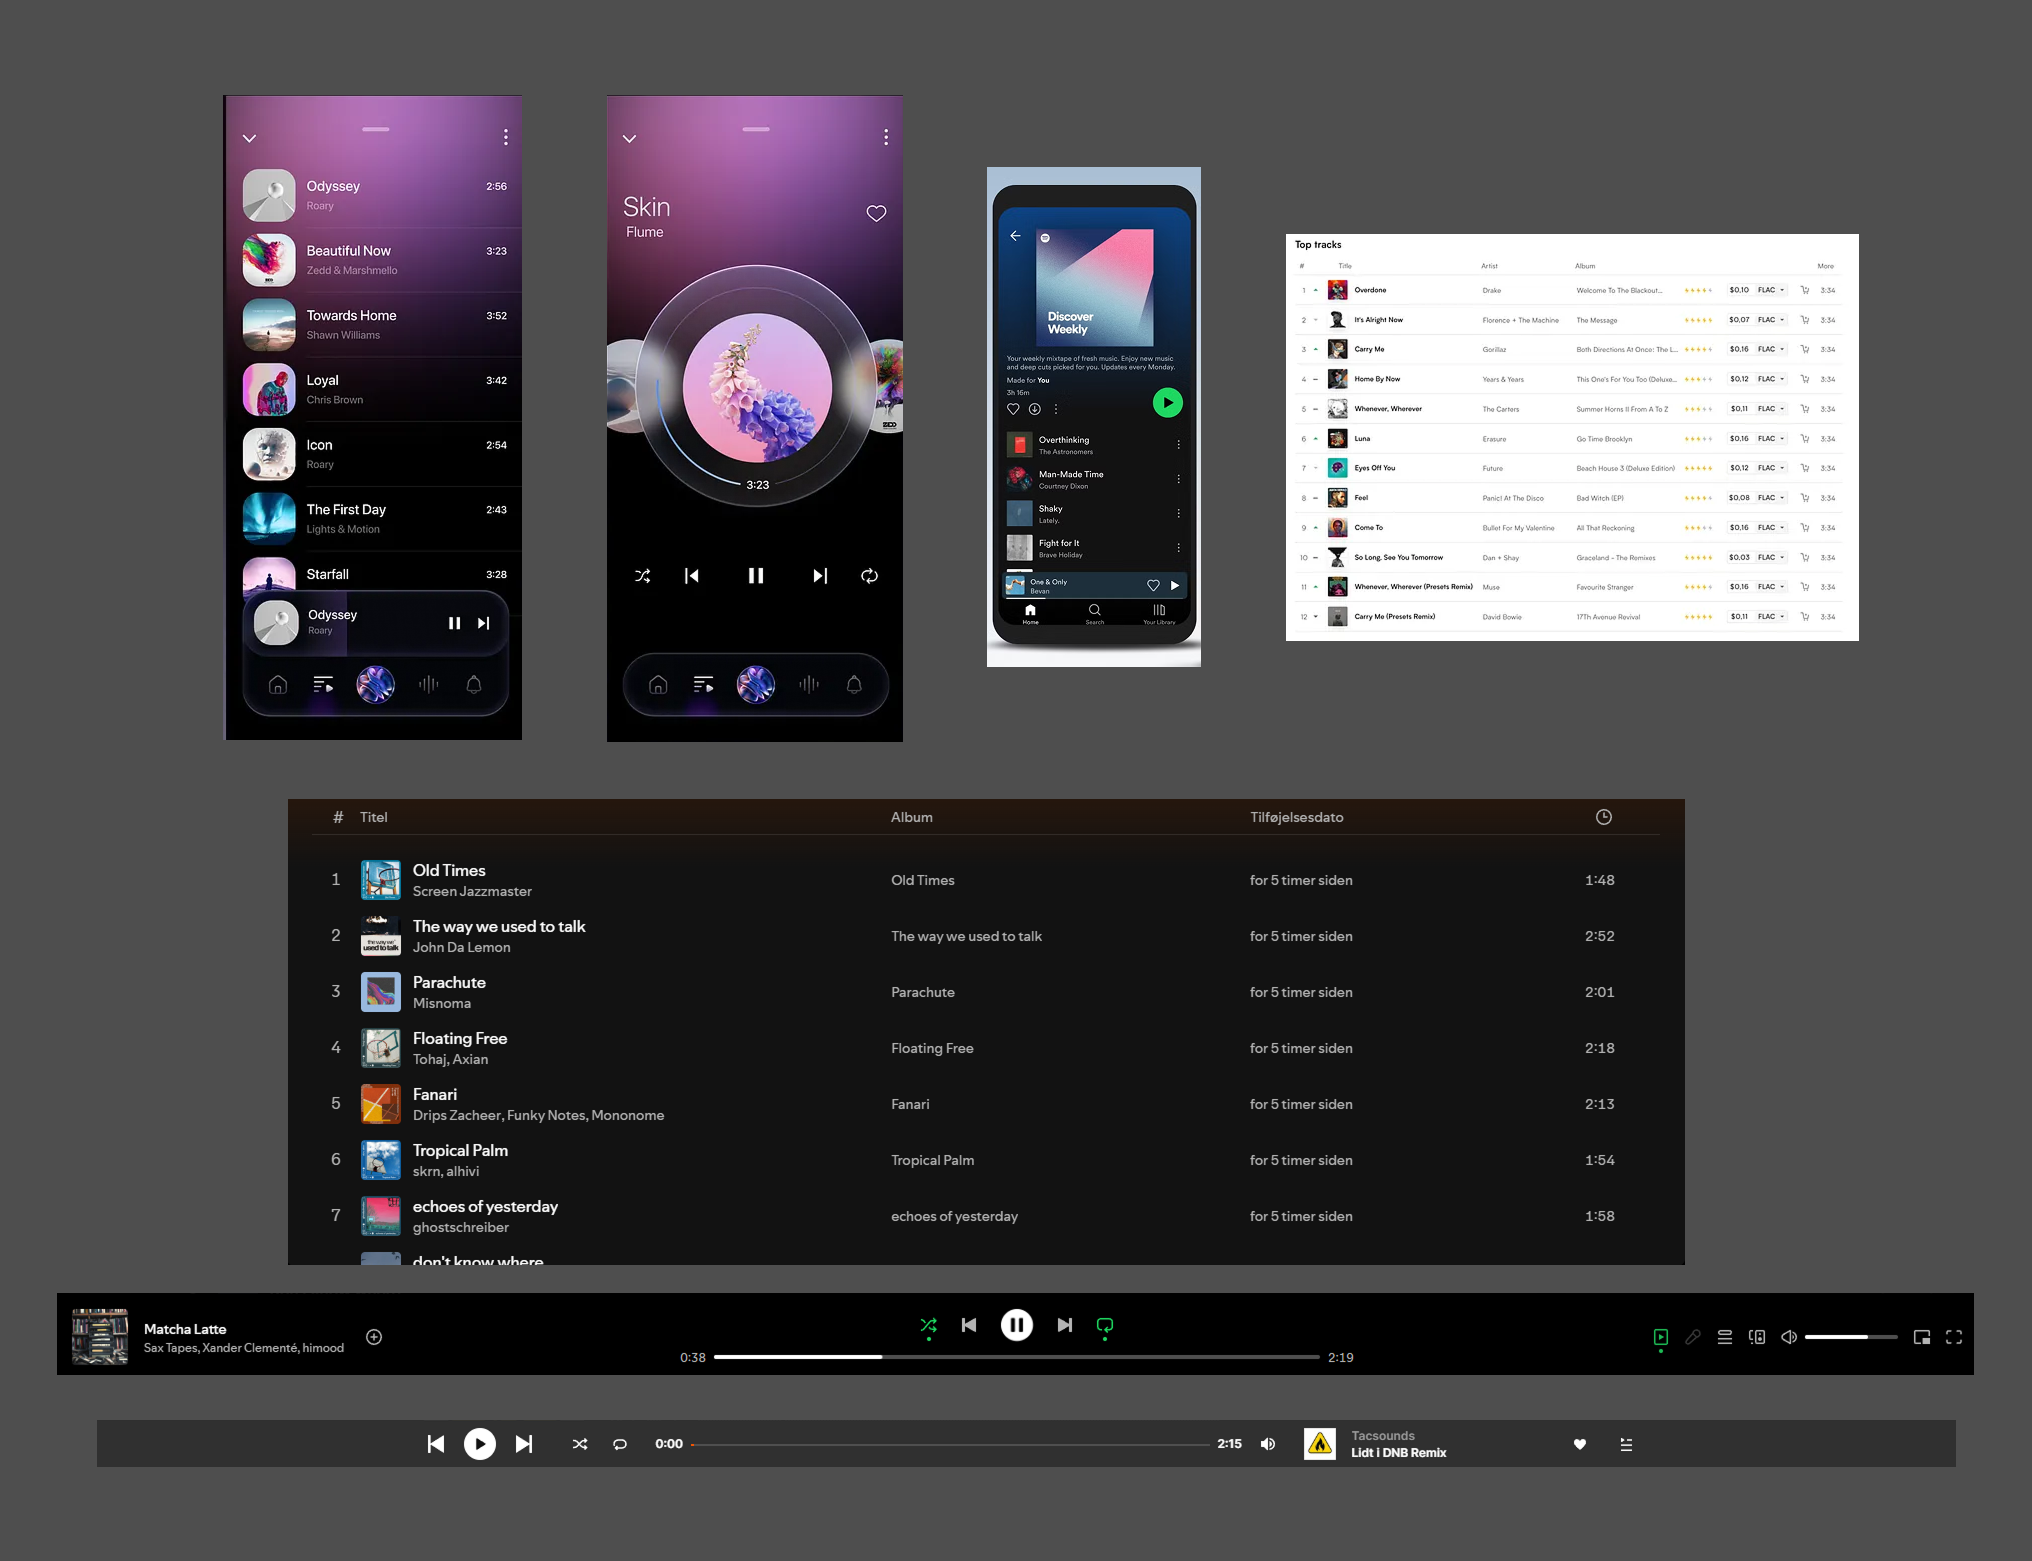 Odyssey 2:56
Roary
Beautiful Now 3:23
Zedd & Marshmello
Towards Home 3:52
Shawn Williams
Loyal 3:42
Chris Brown
Icon 2:54
Roary
The First Day 2:43
Lights & Motion
Starfall 3:28
Odyssey
Roary
Skin
Flume
3:23
Discover
Weekly
Your weekly mixtape of fresh music. Enjoy new music
and deep cuts picked for you. Updates every Monday.
Made for You
3h 16m
Overthinking
The Astronomers
Man-Made Time
Courtney Dixon
Shaky
Lately.
Fight for It
Brave Holiday
One & Only
Bevan
Home Search Your Library
Top tracks
# Title Artist Album More
1 Overdone Drake Welcome To The Blackout... $0,10 FLAC 3:34
2 It's Alright Now Florence + The Machine The Message $0,07 FLAC 3:34
3 Carry Me Gorillaz Both Directions At Once: The L... $0,16 FLAC 3:34
4 Home By Now Years & Years This One's For You Too (Deluxe... $0,12 FLAC 3:34
5 Whenever, Wherever The Carters Summer Horns II From A To Z $0,11 FLAC 3:34
6 Luna Erasure Go Time Brooklyn $0,16 FLAC 3:34
7 Eyes Off You Future Beach House 3 (Deluxe Edition) $0,12 FLAC 3:34
8 Feel Panic! At The Disco Bad Witch (EP) $0,08 FLAC 3:34
9 Come To Bullet For My Valentine All That Reckoning $0,16 FLAC 3:34
10 So Long, See You Tomorrow Dan + Shay Graceland - The Remixes $0,03 FLAC 3:34
11 Whenever, Wherever (Presets Remix) Muse Favourite Stranger $0,16 FLAC 3:34
12 Carry Me (Presets Remix) David Bowie 17Th Avenue Revival $0,11 FLAC 3:34
# Titel Album Tilføjelsesdato
1 Old Times Old Times for 5 timer siden 1:48
Screen Jazzmaster
2 The way we used to talk The way we used to talk for 5 timer siden 2:52
John Da Lemon
3 Parachute Parachute for 5 timer siden 2:01
Misnoma
4 Floating Free Floating Free for 5 timer siden 2:18
Tohaj, Axian
5 Fanari Fanari for 5 timer siden 2:13
Drips Zacheer, Funky Notes, Mononome
6 Tropical Palm Tropical Palm for 5 timer siden 1:54
skrn, alhivi
7 echoes of yesterday echoes of yesterday for 5 timer siden 1:58
ghostschreiber
don't know where
Matcha Latte
Sax Tapes, Xander Clementé, himood
0:38 2:19
0:00 2:15
Tacsounds
Lidt i DNB Remix